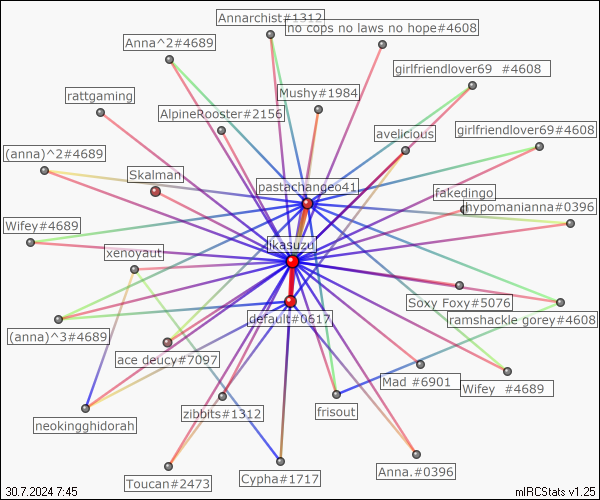 Annarchist#1312
no cops no laws no hope#4608
Anna^2#4689
girlfriendlover69 #4608
rattgaming
Mushy#1984
AlpineRooster#2156
avelicious
girlfriendlover69#4608
(anna)^2#4689
Skalman
pastachange041
fakedingo
hypomanianna#0396
Wifey#4689
xenoyaut
ikasuzu
Soxy Foxy#5076
default#0617
ramshackle gorey#4608
(anna)^3#4689
ace deucy#7097
Mad #6901
Wifey #4689
neokingghidorah
zibbits#1312
frisout
Toucan#2473
Cypha#1717
Anna.#0396
30.7.2024 7:45
mIRCStats v1.25